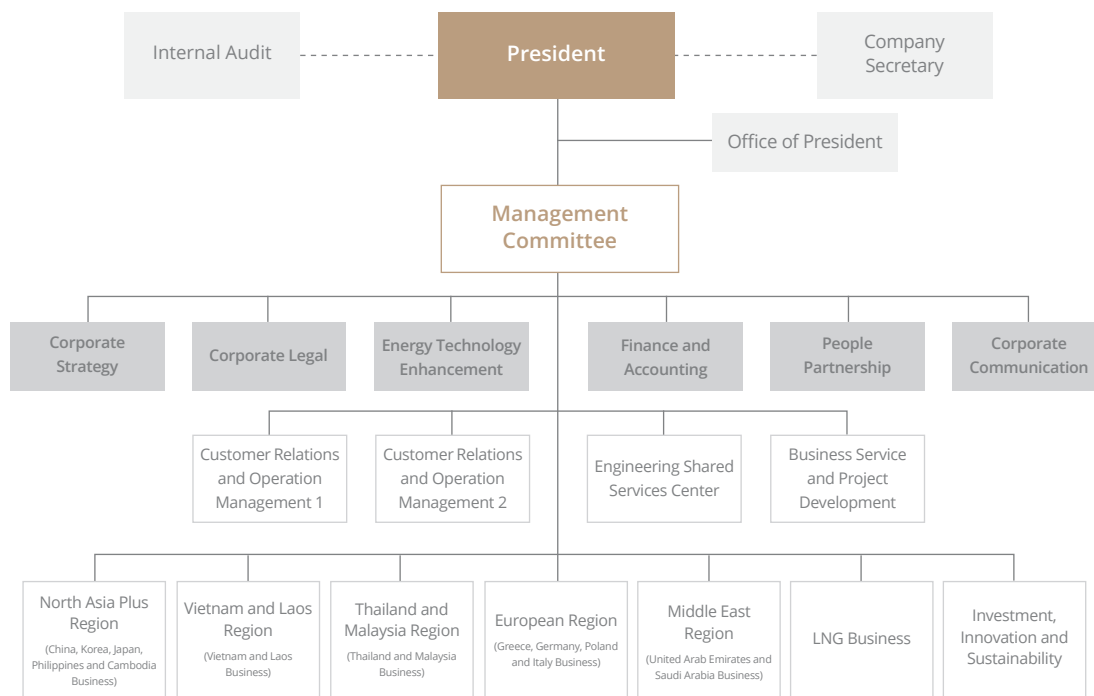 Internal Audit
President
Company
Secretary
Office of President
Management
Committee
Corporate
Strategy
Corporate Legal
Energy Technology
Enhancement
Finance and
Accounting
People
Partnership
Corporate
Communication
Customer Relations
and Operation
Management 1
Customer Relations
and Operation
Management 2
Engineering Shared
Services Center
Business Service
and Project
Development
North Asia Plus
Region
(China, Korea, Japan,
Philippines and Cambodia
Business)
Vietnam and Laos
Region
(Vietnam and Laos
Business)
Thailand and
Malaysia Region
(Thailand and Malaysia
Business)
European Region
(Greece, Germany, Poland
and Italy Business)
Middle East
Region
(United Arab Emirates and
Saudi Arabia Business)
LNG Business
Investment,
Innovation and
Sustainability